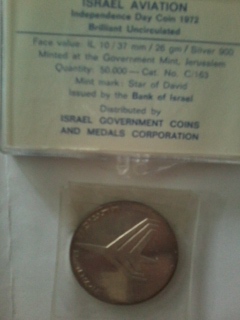 ISRAEL AVIATION
Independence Day Coin 1972
Brilliant Uncirculated
Face value: IL 10 / 37 mm / 26 gm / Silver 900
Minted at the Government Mint, Jerusalem
Quantity: 50,000 — Cat. No. C/163
Mint mark: Star of David
Issued by the Bank of Israel
Distributed by
ISRAEL GOVERNMENT COINS
AND MEDALS CORPORATION